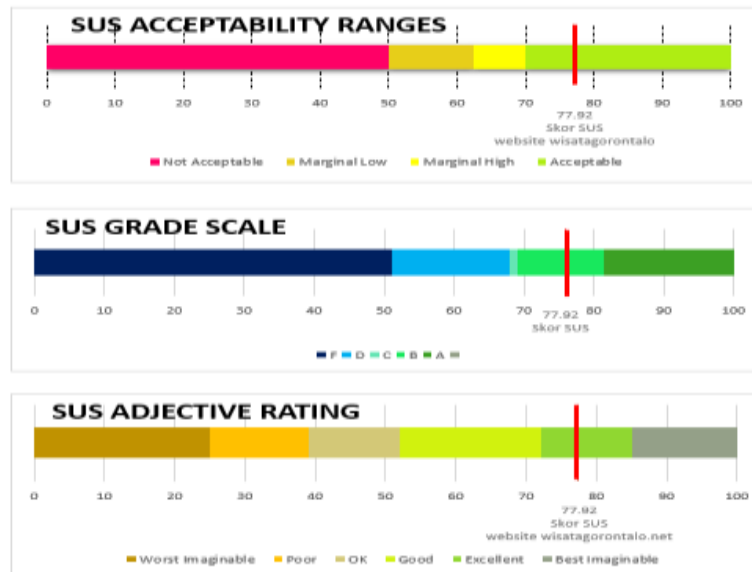 SUS ACCEPTABILITY RANGES
0 10 20 30 40 50 60 70 80 90 100
77.92
Skor SUS
website wisatagorontalo
Not Acceptable Marginal Low Marginal High Acceptable
SUS GRADE SCALE
0 10 20 30 40 50 60 70 80 90 100
77.92
Skor SUS
F D C B A
SUS ADJECTIVE RATING
0 10 20 30 40 50 60 70 80 90 100
77.92
Skor SUS
website wisatagorontalo.net
Worst Imaginable Poor OK Good Excellent Best Imaginable